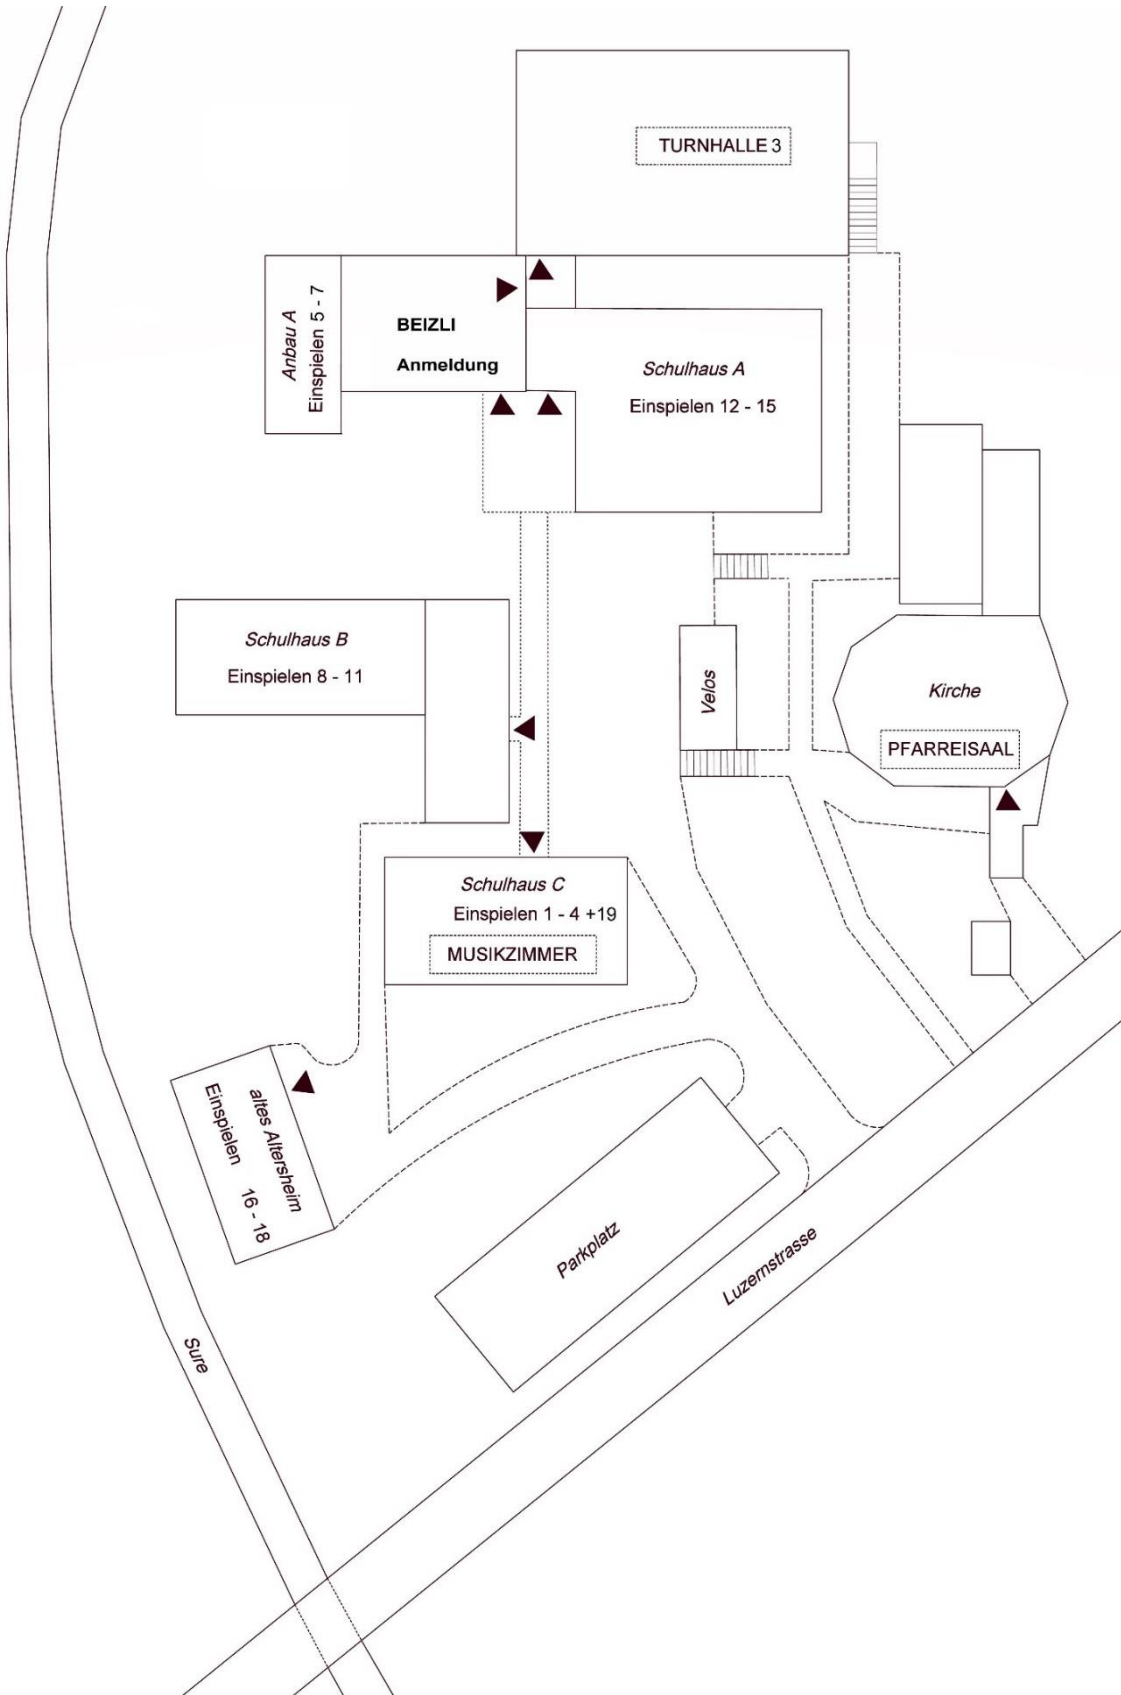 TURNHALLE 3
Anbau A
Einspielen 5 - 7
BEIZLI
Anmeldung
Schulhaus A
Einspielen 12 - 15
Schulhaus B
Einspielen 8 - 11
Velos
Kirche
PFARREISAAL
Schulhaus C
Einspielen 1 - 4 +19
MUSIKZIMMER
altes Altersheim
Einspielen 16 - 18
Parkplatz
Luzernstrasse
Sure